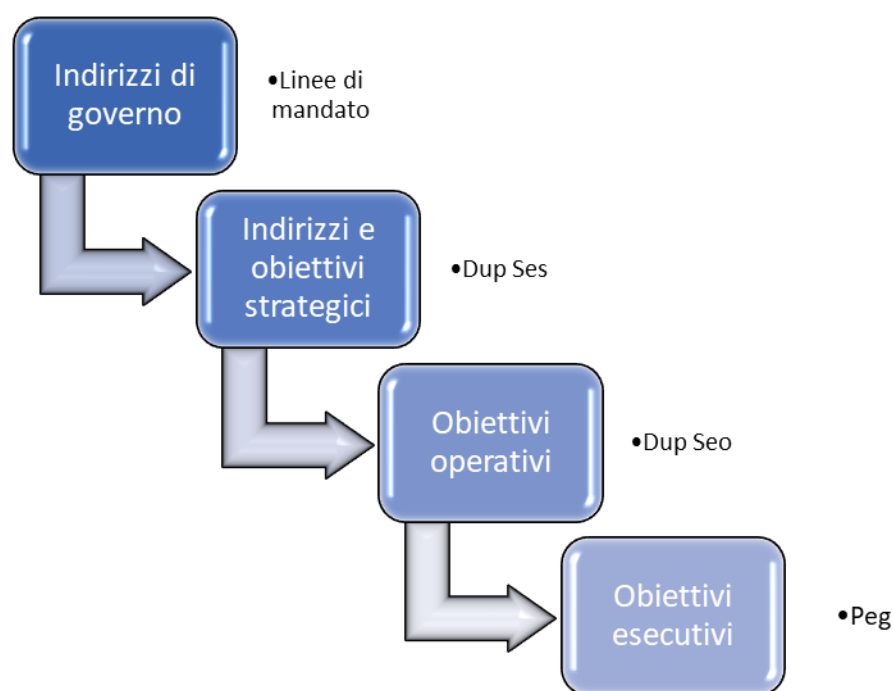 Indirizzi di
governo
•Linee di
mandato
Indirizzi e
obiettivi
strategici
•Dup Ses
Obiettivi
operativi
•Dup Seo
Obiettivi
esecutivi
•Peg